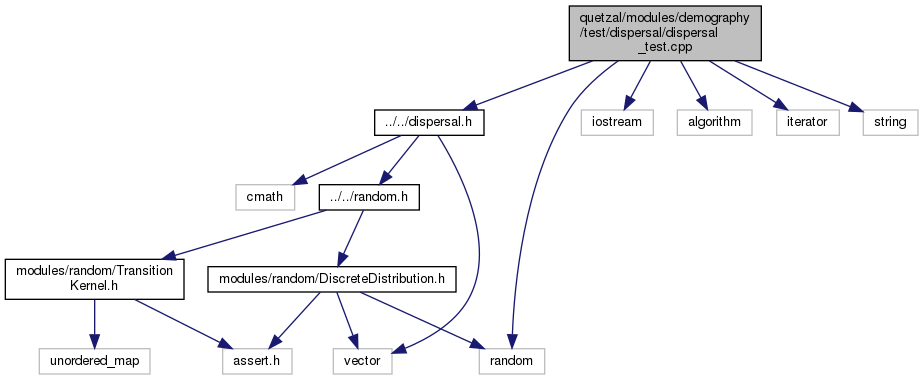 quetzal/modules/demography
/test/dispersal/dispersal
_test.cpp
../../dispersal.h
iostream
algorithm
iterator
string
cmath
../../random.h
modules/random/Transition
Kernel.h
modules/random/DiscreteDistribution.h
unordered_map
assert.h
vector
random